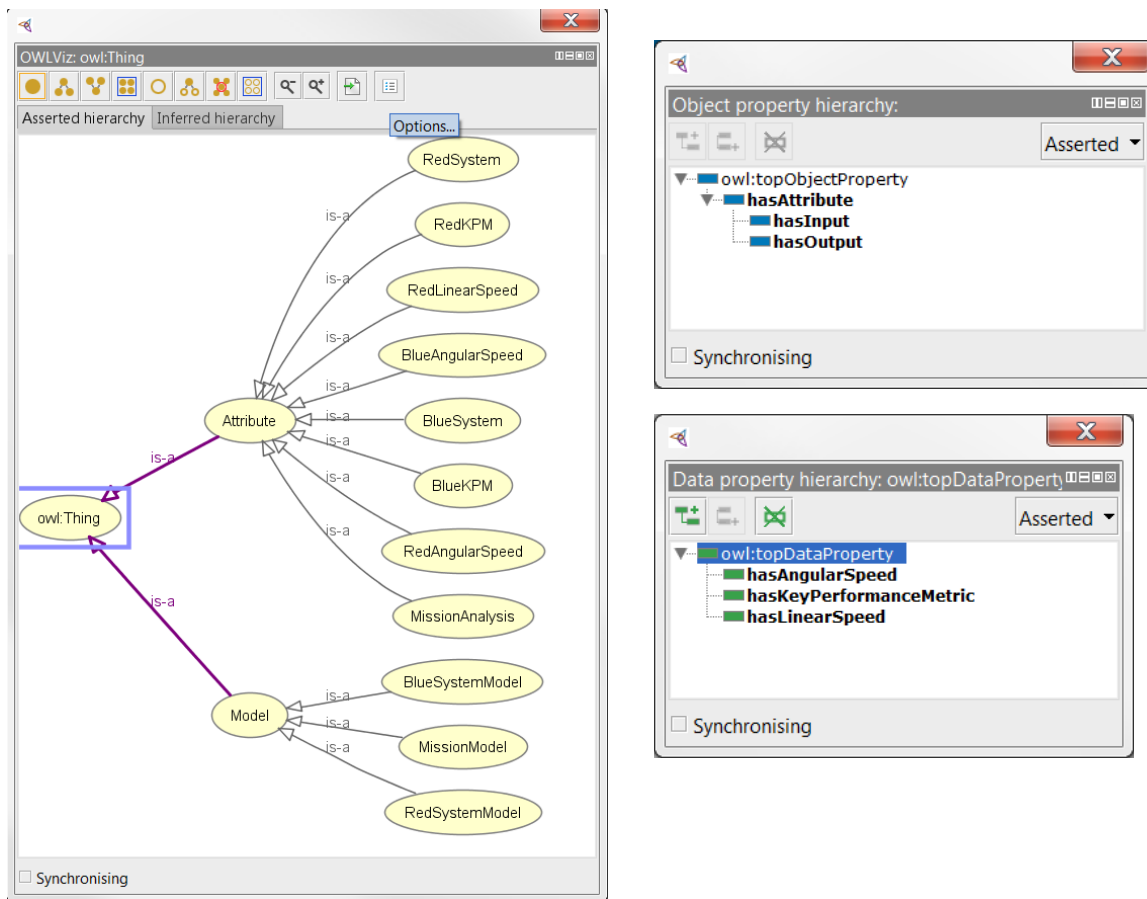 OWLViz: owl:Thing
Asserted hierarchy
Inferred hierarchy
Options...
RedSystem
is-a
RedKPM
is-a
RedLinearSpeed
is-a
BlueAngularSpeed
is-a
Attribute
is-a
BlueSystem
is-a
is-a
BlueKPM
is-a
owl:Thing
is-a
RedAngularSpeed
is-a
MissionAnalysis
BlueSystemModel
is-a
Model
is-a
MissionModel
is-a
RedSystemModel
Synchronising
Object property hierarchy:
Asserted
owl:topObjectProperty
hasAttribute
hasInput
hasOutput
Synchronising
Data property hierarchy: owl:topDataProperty
Asserted
owl:topDataProperty
hasAngularSpeed
hasKeyPerformanceMetric
hasLinearSpeed
Synchronising